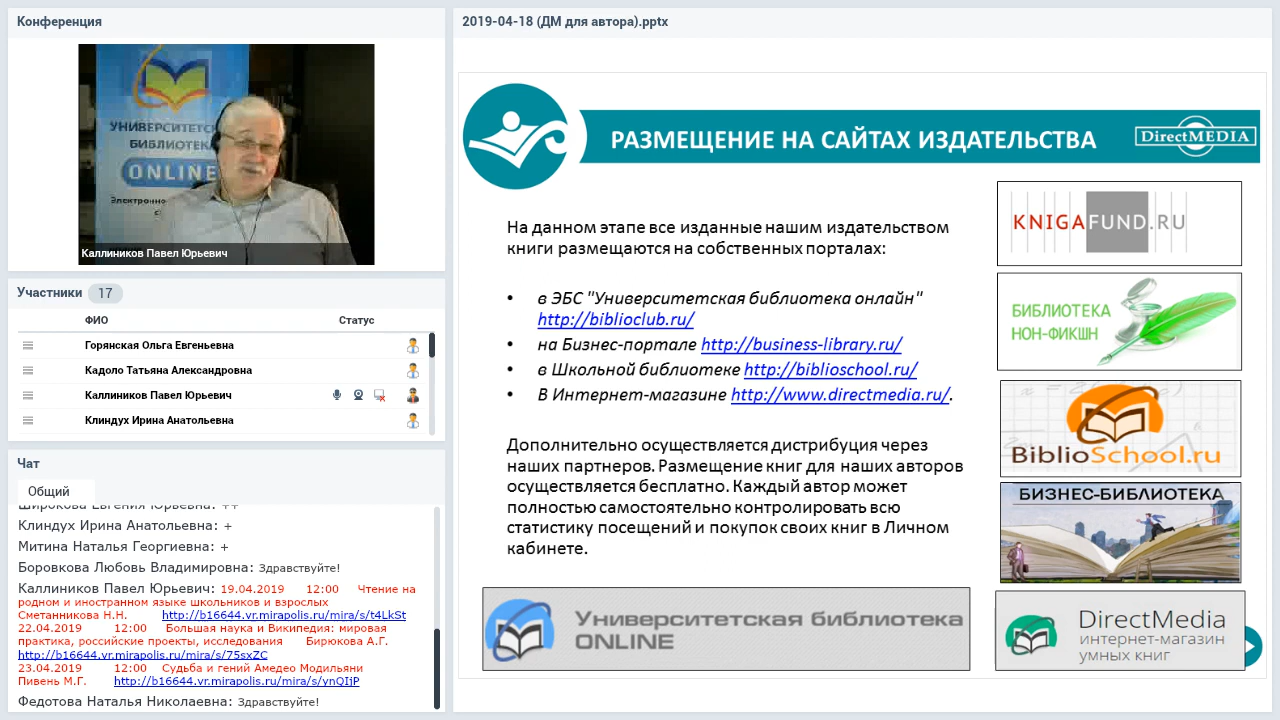 Конференция
УНИВЕРСИТЕТСК
БИБЛИОТЕКА
ONLINE
Электронно
Каллиников Павел Юрьевич
Участники 17
ФИО Статус
Горянская Ольга Евгеньевна
Кадоло Татьяна Александровна
Каллиников Павел Юрьевич
Клиндух Ирина Анатольевна
Чат
Общий
Широкова Евгения Юрьевна: ++
Клиндух Ирина Анатольевна: +
Митина Наталья Георгиевна: +
Боровкова Любовь Владимировна: Здравствуйте!
Каллиников Павел Юрьевич: 19.04.2019 12:00 Чтение на
родном и иностранном языке школьников и взрослых
Сметанникова Н.Н. http://b16644.vr.mirapolis.ru/mira/s/t4LkSt
22.04.2019 12:00 Большая наука и Википедия: мировая
практика, российские проекты, исследования Бирюкова А.Г.
http://b16644.vr.mirapolis.ru/mira/s/75sxZC
23.04.2019 12:00 Судьба и гений Амедео Модильяни
Пивень М.Г. http://b16644.vr.mirapolis.ru/mira/s/ynQIjP
Федотова Наталья Николаевна: Здравствуйте!
2019-04-18 (ДМ для автора).pptx
РАЗМЕЩЕНИЕ НА САЙТАХ ИЗДАТЕЛЬСТВА
DirectMEDIA
На данном этапе все изданные нашим издательством
книги размещаются на собственных порталах:
• в ЭБС "Университетская библиотека онлайн"
http://biblioclub.ru/
• на Бизнес-портале http://business-library.ru/
• в Школьной библиотеке http://biblioschool.ru/
• В Интернет-магазине http://www.directmedia.ru/.
Дополнительно осуществляется дистрибуция через
наших партнеров. Размещение книг для наших авторов
осуществляется бесплатно. Каждый автор может
полностью самостоятельно контролировать всю
статистику посещений и покупок своих книг в Личном
кабинете.
KNIGAFUND.RU
БИБЛИОТЕКА
НОН-ФИКШН
BiblioSchool.ru
БИЗНЕС-БИБЛИОТЕКА
Университетская библиотека
ONLINE
DirectMedia
интернет-магазин
умных книг